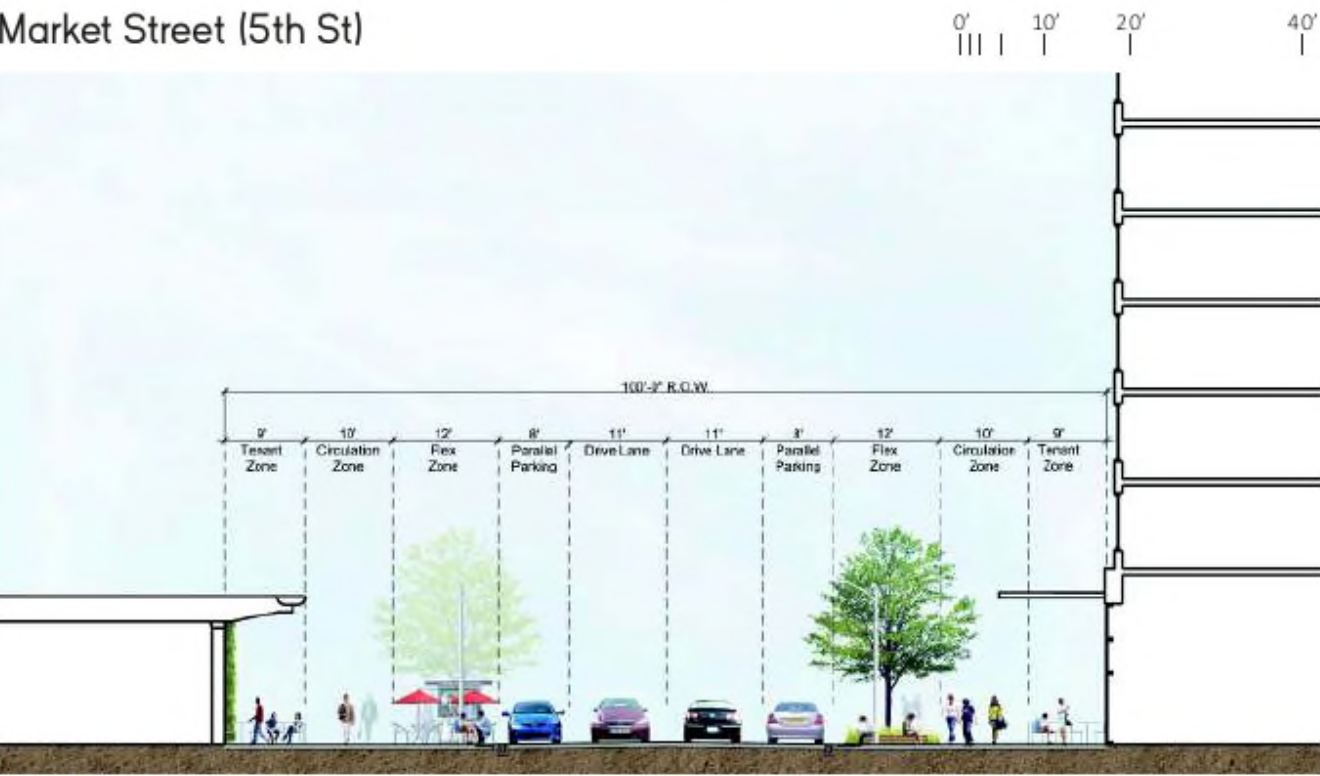 Market Street (5th St)
0' 10' 20' 40'
100'-0" R.O.W.
9' 10' 12' 8' 11' 11' 8' 12' 10' 9'
Tenant Circulation Flex Parallel Drive Lane Drive Lane Parallel Flex Circulation Tenant
Zone Zone Zone Parking Parking Zone Zone Zone